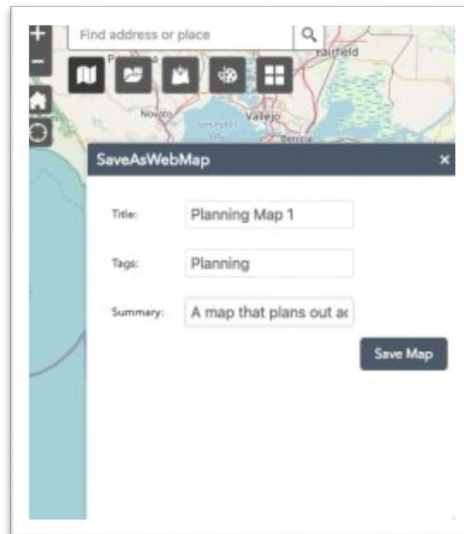 Find address or place
Fairfield
Novato
Vallejo
Benicia
SaveAsWebMap
Title: Planning Map 1
Tags: Planning
Summary: A map that plans out ac
Save Map